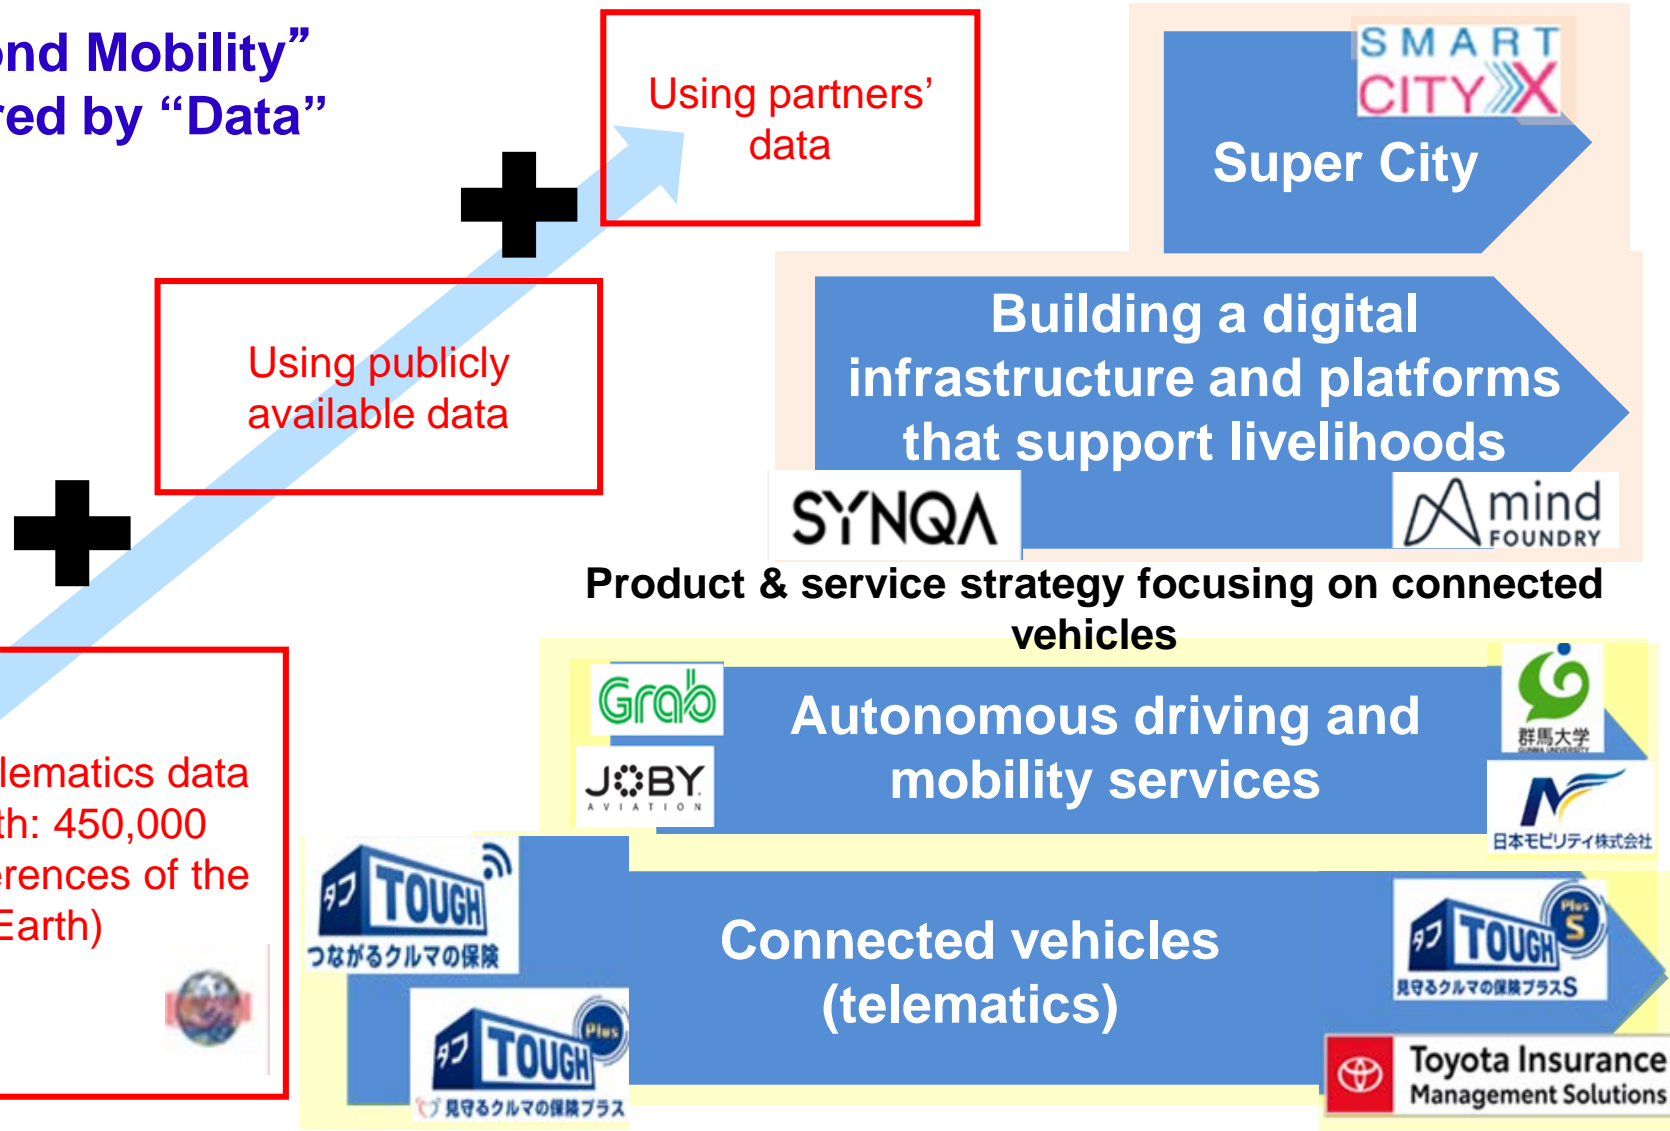 ond Mobility”
red by “Data”
Using partners’
data
SMART
CITY X
Super City
Using publicly
available data
Building a digital
infrastructure and platforms
that support livelihoods
SYNQA
mind
FOUNDRY
Product & service strategy focusing on connected
vehicles
Grab
JOBY
AVIATION
Autonomous driving and
mobility services
群馬大学
GUNMA UNIVERSITY
日本モビリティ株式会社
lematics data
th: 450,000
erences of the
Earth)
タフ TOUGH
つながるクルマの保険
Connected vehicles
(telematics)
タフ TOUGH Plus S
見守るクルマの保険プラスS
タフ TOUGH Plus
見守るクルマの保険プラス
Toyota Insurance
Management Solutions